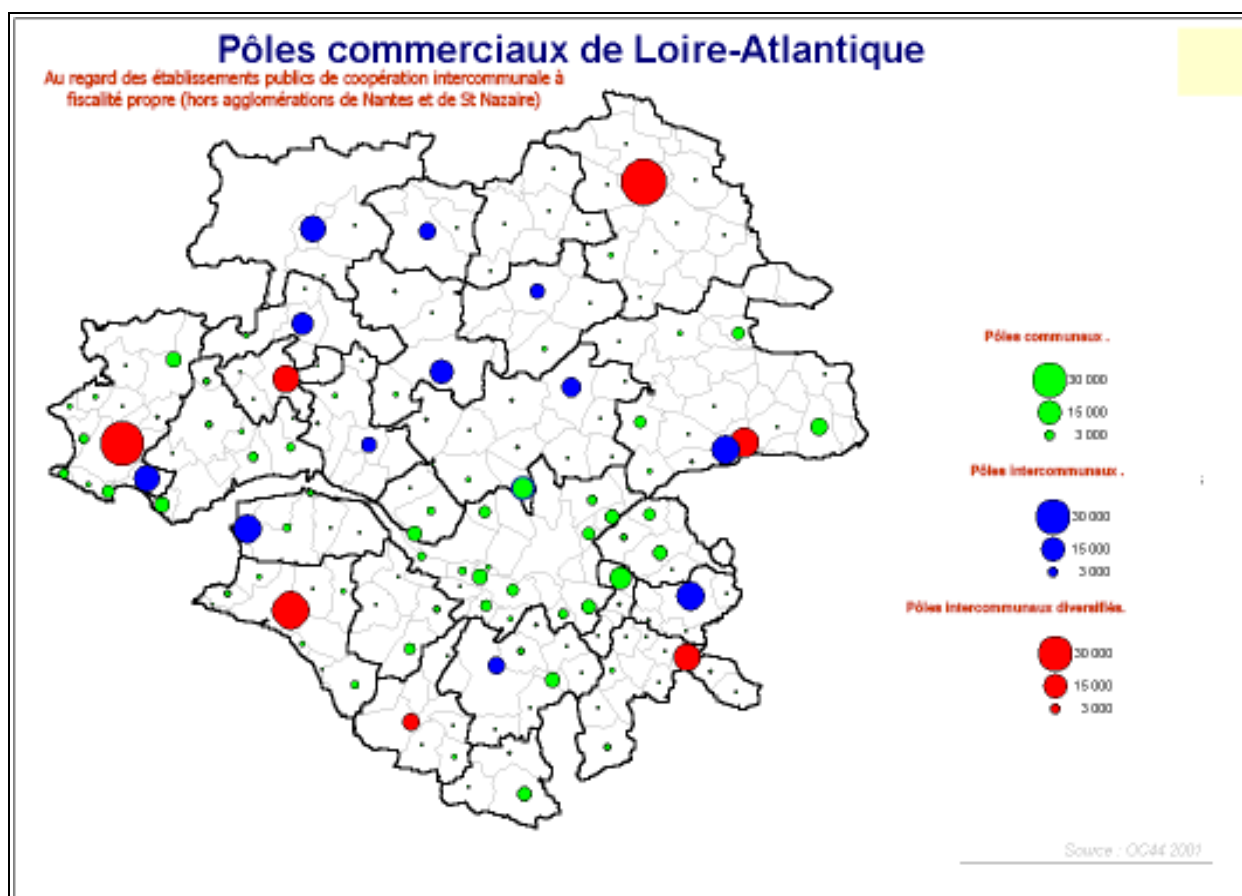 Pôles commerciaux de Loire-Atlantique
Au regard des établissements publics de coopération intercommunale à
fiscalité propre (hors agglomérations de Nantes et de St Nazaire)
Pôles communaux .
30 000
15 000
3 000
Pôles intercommunaux .
30 000
15 000
3 000
Pôles intercommunaux diversifiés.
30 000
15 000
3 000
Source : OC44 2001